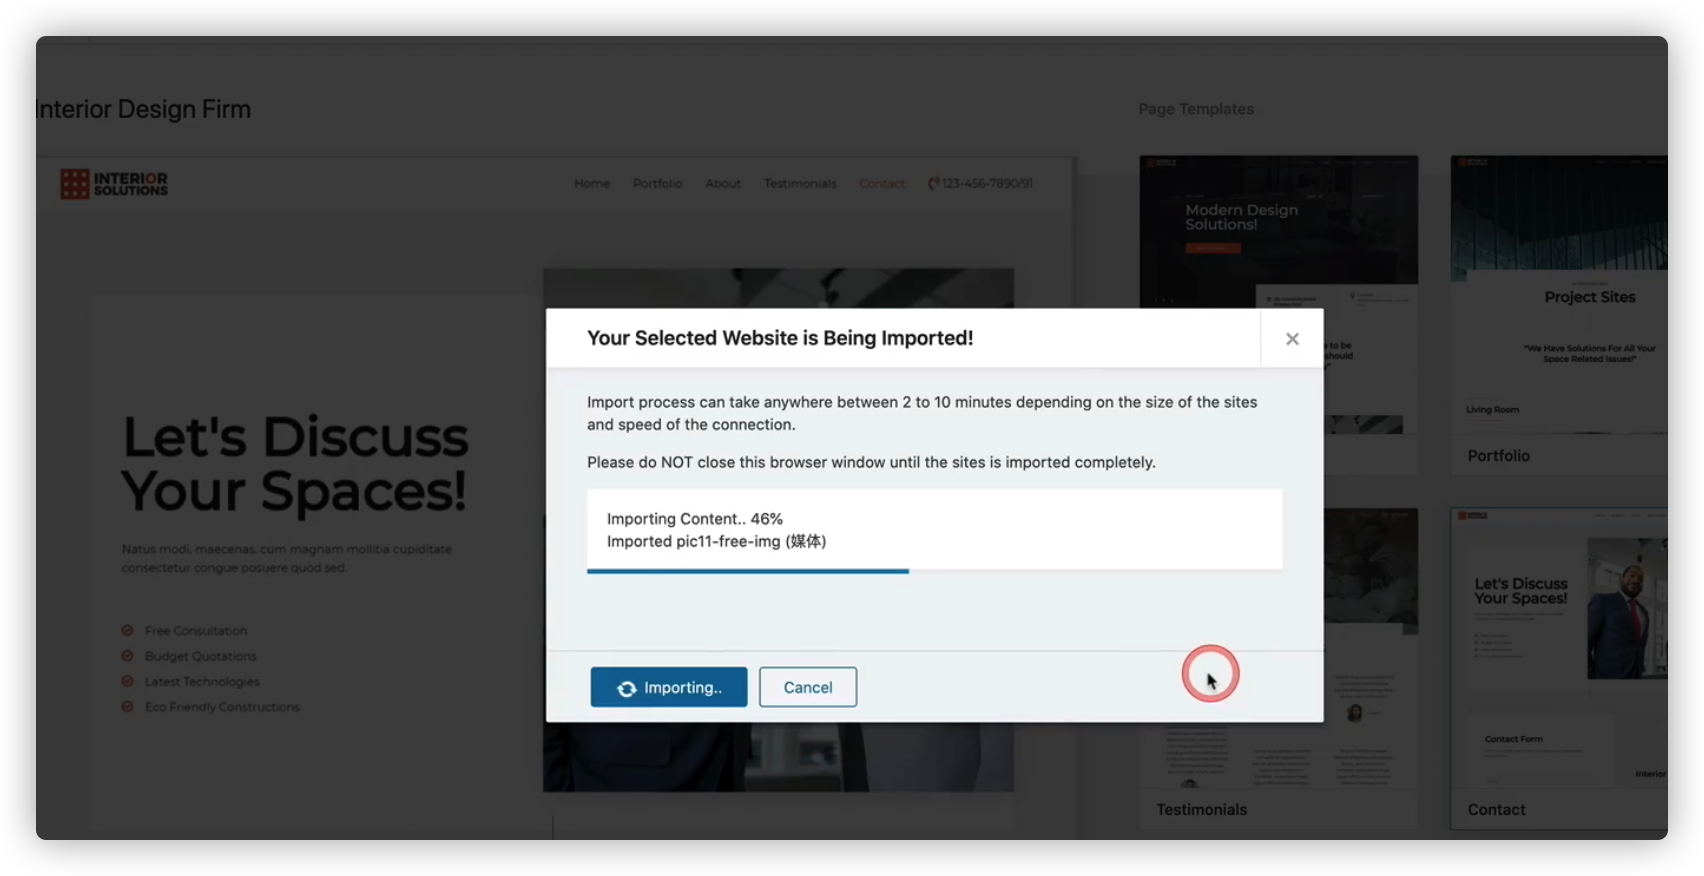 Interior Design Firm
Page Templates
INTERIOR
SOLUTIONS
Home Portfolio About Testimonials Contact 123-456-7890/91
Let's Discuss
Your Spaces!
Natus modi, maecenas, cum magnam mollitia cupiditate
consectetur congue posuere quod sed.
Free Consultation
Budget Quotations
Latest Technologies
Eco Friendly Constructions
Your Selected Website is Being Imported!
Import process can take anywhere between 2 to 10 minutes depending on the size of the sites
and speed of the connection.
Please do NOT close this browser window until the sites is imported completely.
Importing Content.. 46%
Imported pic11-free-img (媒体)
Importing..
Cancel
Modern Design
Solutions!
to be
should
Project Sites
"We Have Solutions For All Your
Space Related Issues!"
Living Room
Portfolio
Testimonials
Let's Discuss
Your Spaces!
Contact Form
Interior
Contact